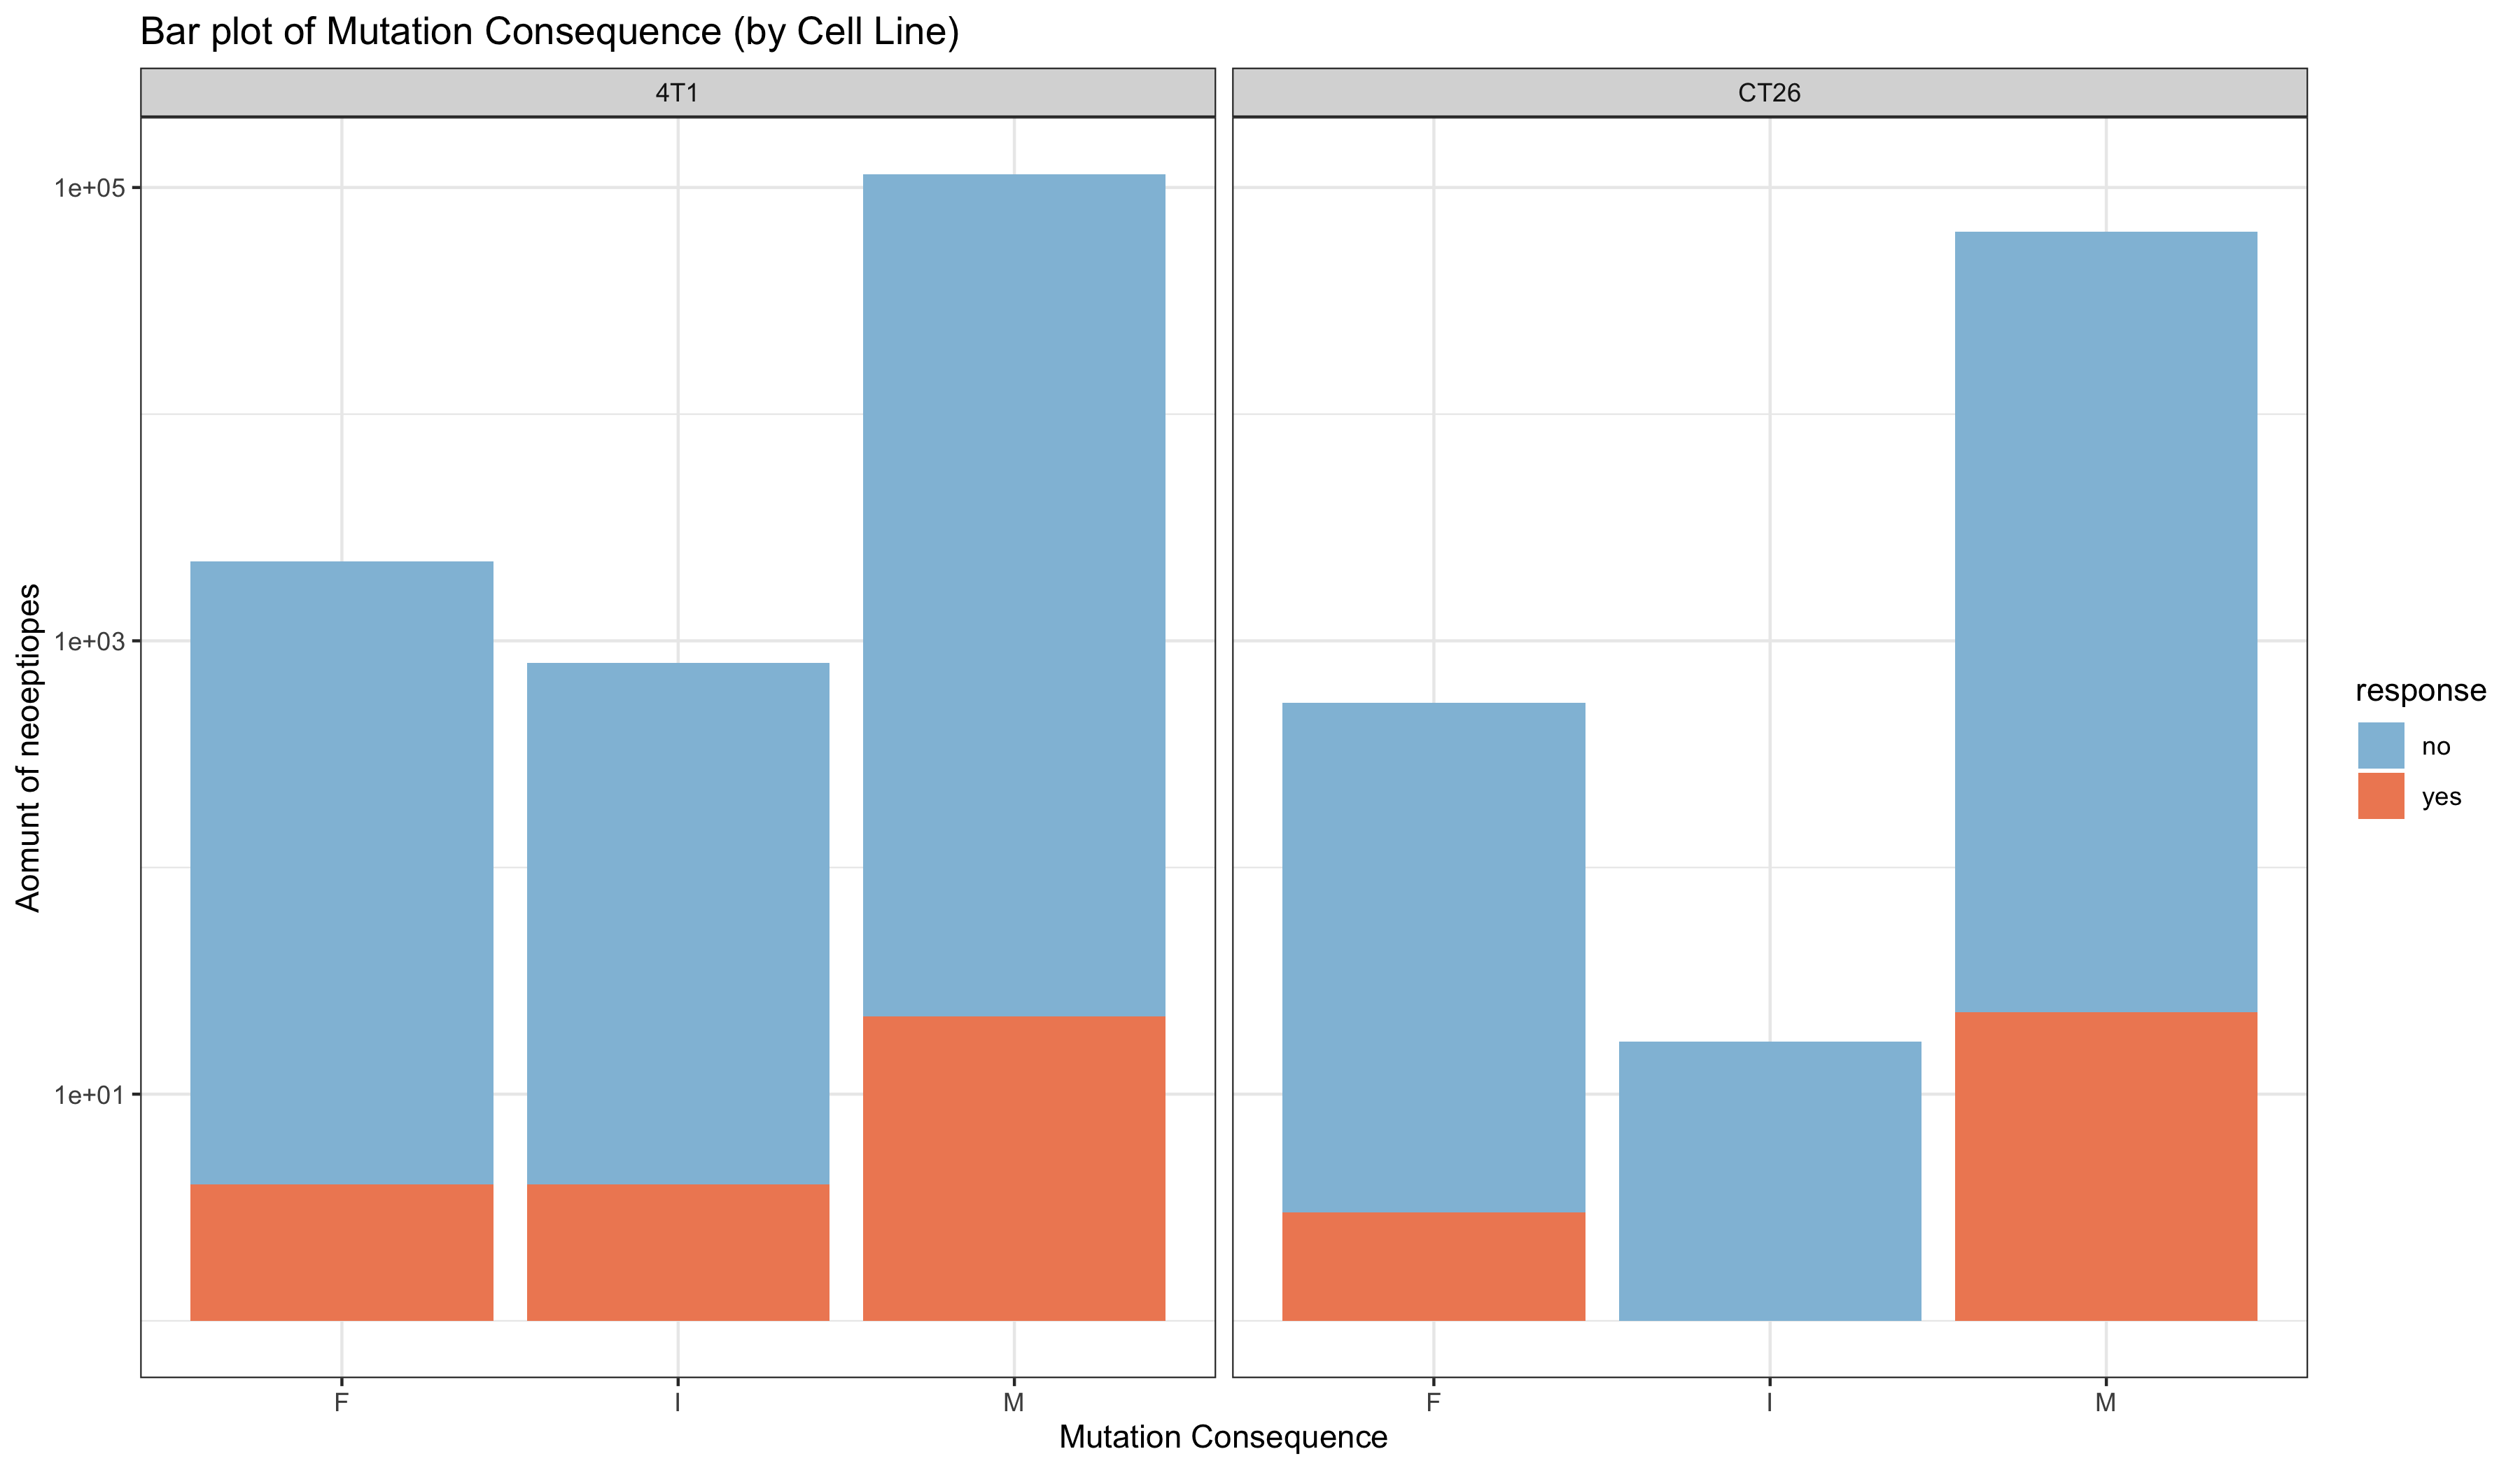 Bar plot of Mutation Consequence (by Cell Line)
4T1
CT26
1e+05
1e+03
1e+01
Aomunt of neoeptiopes
F
I
M
F
I
M
Mutation Consequence
response
no
yes